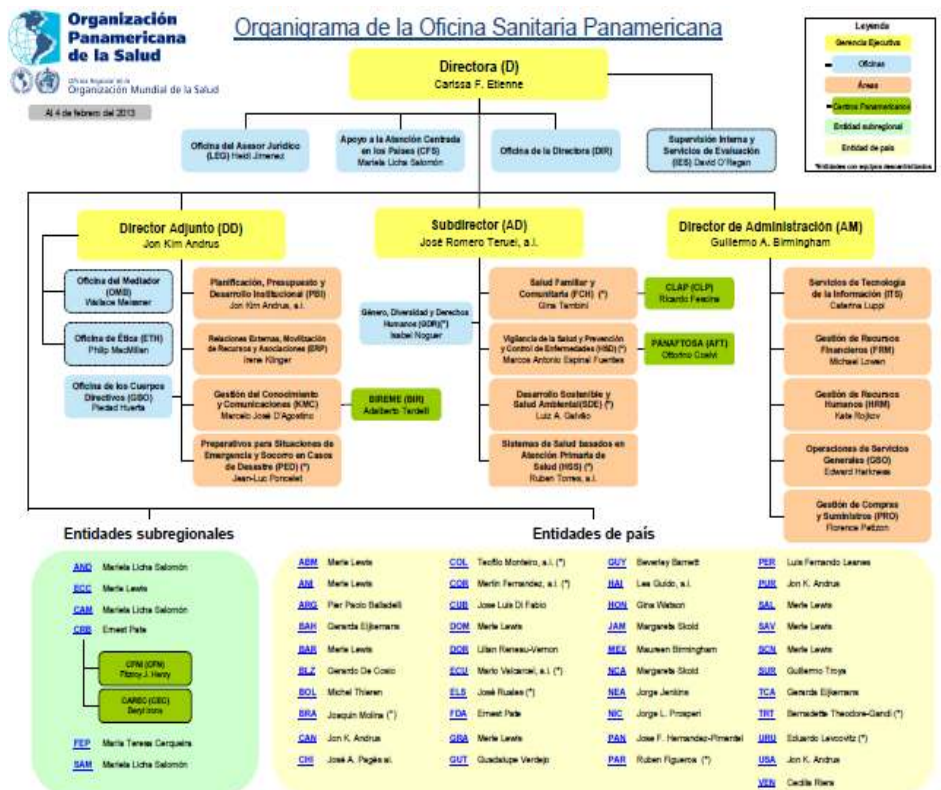 Organización
Panamericana
de la Salud
Oficina Regional de la
Organización Mundial de la Salud
Al 4 de febrero del 2013
Organigrama de la Oficina Sanitaria Panamericana
Leyenda
Gerencia Ejecutiva
Oficinas
Áreas
Centros Panamericanos
Entidad subregional
Entidad de país
*Entidades con equipos descentralizados
Directora (D)
Carissa F. Etienne
Oficina del Asesor Jurídico
(LEG) Heidi Jimenez
Apoyo a la Atención Centrada
en los Países (CFS)
Mariela Licha Salomón
Oficina de la Directora (DIR)
Supervisión Interna y
Servicios de Evaluación
(IES) David O'Regan
Director Adjunto (DD)
Jon Kim Andrus
Subdirector (AD)
José Romero Teruel, a.i.
Director de Administración (AM)
Guillermo A. Birmingham
Oficina del Mediador
(OMB)
Wallace Meissner
Oficina de Ética (ETH)
Philip MacMillan
Oficina de los Cuerpos
Directivos (GBO)
Piedad Huerta
Planificación, Presupuesto y
Desarrollo Institucional (PBI)
Jon Kim Andrus, a.i.
Relaciones Externas, Movilización
de Recursos y Asociaciones (ERP)
Irene Klinger
Gestión del Conocimiento
y Comunicaciones (KMC)
Marcelo José D'Agostino
Preparativos para Situaciones de
Emergencia y Socorro en Casos
de Desastre (PED) (*)
Jean-Luc Poncelet
BIREME (BIR)
Adalberto Tardelli
Género, Diversidad y Derechos
Humanos (GDR)(*)
Isabel Noguer
Salud Familiar y
Comunitaria (FCH) (*)
Gina Tambini
Vigilancia de la Salud y Prevención
y Control de Enfermedades (HSD) (*)
Marcos Antonio Espinal Fuentes
Desarrollo Sostenible y
Salud Ambiental(SDE) (*)
Luiz A. Galvão
Sistemas de Salud basados en
Atención Primaria de
Salud (HSS) (*)
Ruben Torres, a.i.
CLAP (CLP)
Ricardo Fescina
PANAFTOSA (AFT)
Ottorino Cosivi
Servicios de Tecnología
de la Información (ITS)
Caterina Luppi
Gestión de Recursos
Financieros (FRM)
Michael Lowen
Gestión de Recursos
Humanos (HRM)
Kate Rojkov
Operaciones de Servicios
Generales (GSO)
Edward Harkness
Gestión de Compras
y Suministros (PRO)
Florence Petizon
Entidades subregionales
AND Mariela Licha Salomón
ECC Merle Lewis
CAM Mariela Licha Salomón
CRB Ernest Pate
CFNI (CFN)
Fitzroy J. Henry
CAREC (CEC)
Beryl Irons
FEP Maria Teresa Cerqueira
SAM Mariela Licha Salomón
Entidades de país
ABM Merle Lewis
ANI Merle Lewis
ARG Pier Paolo Balladelli
BAH Gerarda Eijkemans
BAR Merle Lewis
BLZ Gerardo De Cosio
BOL Michel Thieren
BRA Joaquin Molina (*)
CAN Jon K. Andrus
CHI José A. Pagés ai.
COL Teofilo Monteiro, a.i. (*)
COR Merlin Fernandez, a.i. (*)
CUB Jose Luis Di Fabio
DOM Merle Lewis
DOR Lilian Reneau-Vernon
ECU Mario Valcarcel, a.i. (*)
ELS José Ruales (*)
FDA Ernest Pate
GRA Merle Lewis
GUT Guadalupe Verdejo
GUY Beverley Barnett
HAI Lea Guido, a.i.
HON Gina Watson
JAM Margareta Skold
MEX Maureen Birmingham
NCA Margareta Skold
NEA Jorge Jenkins
NIC Jorge L. Prosperi
PAN Jose F. Hernandez-Pimentel
PAR Ruben Figueroa (*)
PER Luis Fernando Leanes
PUR Jon K. Andrus
SAL Merle Lewis
SAV Merle Lewis
SCN Merle Lewis
SUR Guillermo Troya
TCA Gerarda Eijkemans
TRT Bernadette Theodore-Gandi (*)
URU Eduardo Levcovitz (*)
USA Jon K. Andrus
VEN Cecilia